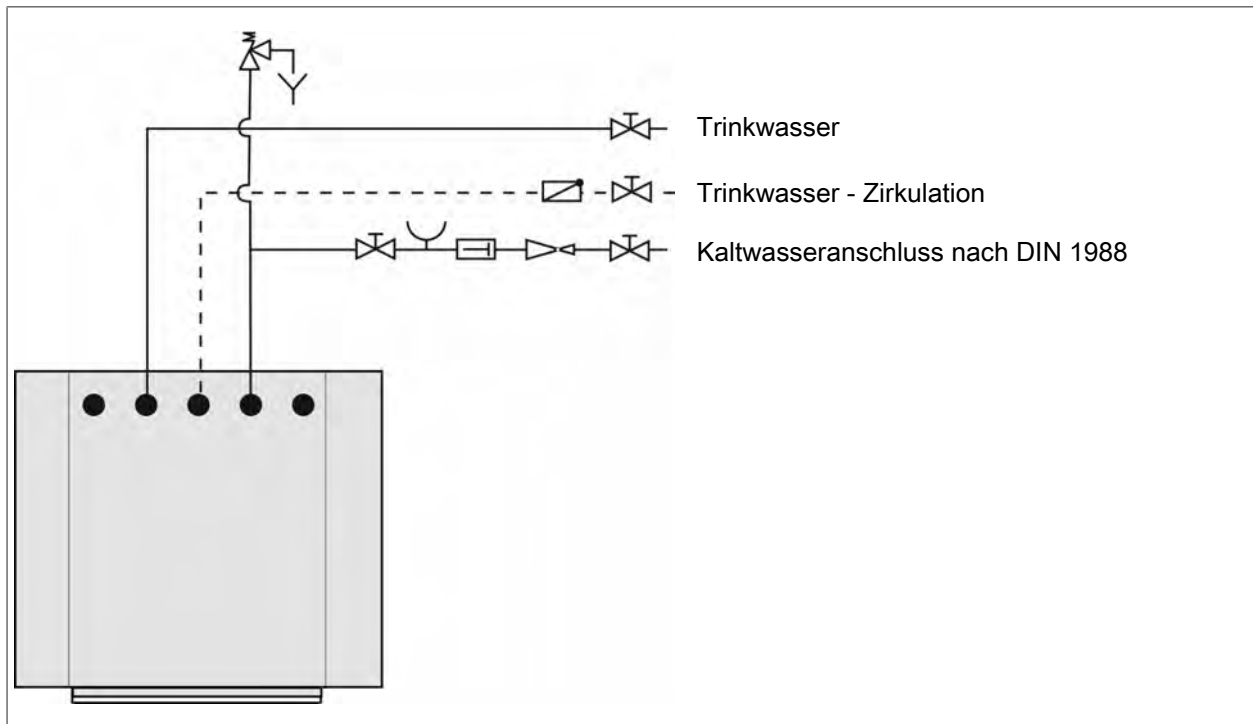 Trinkwasser
Trinkwasser - Zirkulation
Kaltwasseranschluss nach DIN 1988